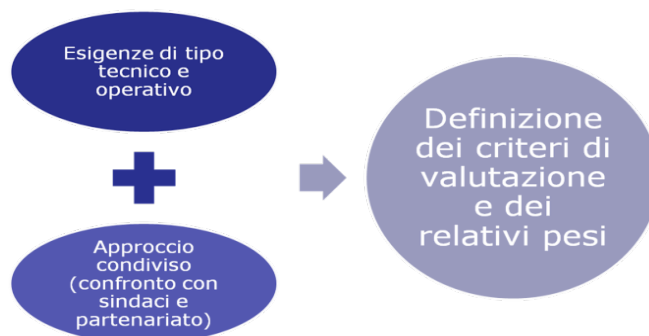 Esigenze di tipo
tecnico e
operativo
Approccio
condiviso
(confronto con
sindaci e
partenariato)
Definizione
dei criteri di
valutazione
e dei
relativi pesi